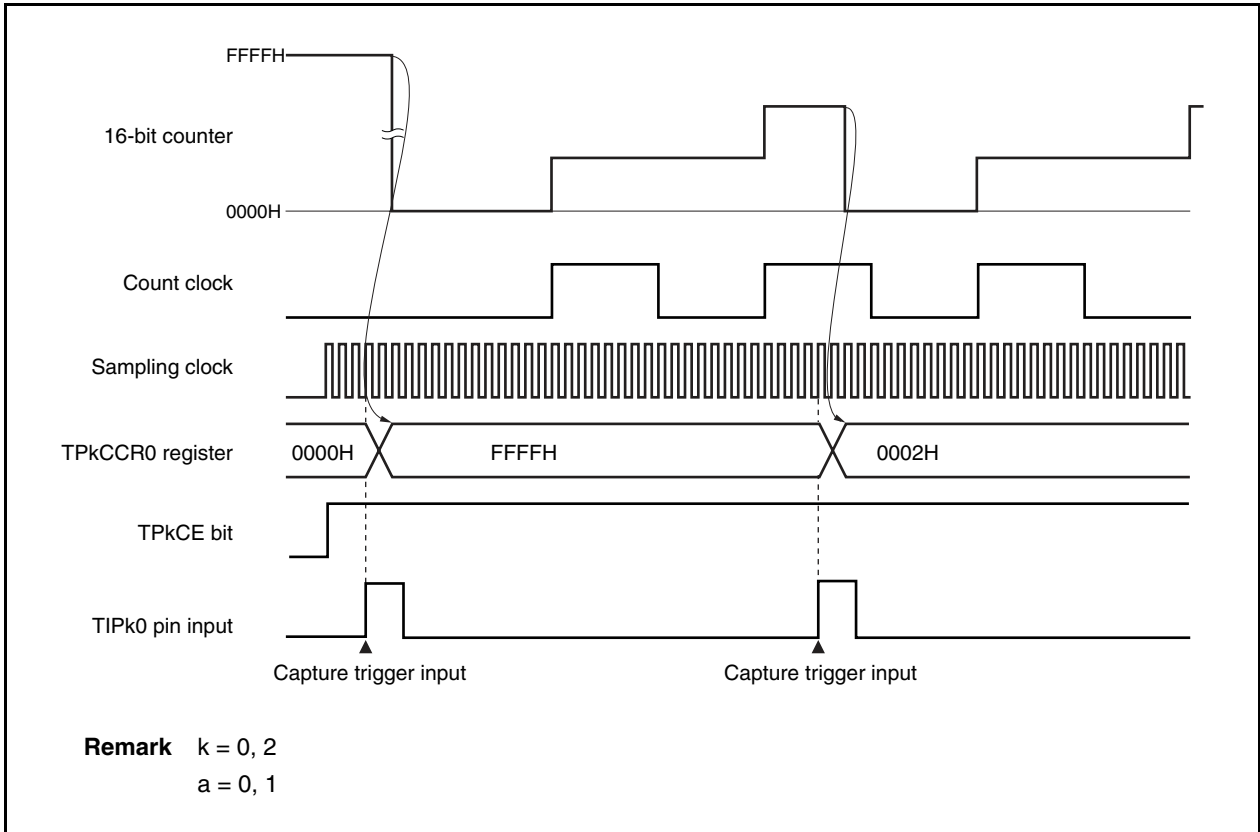 FFFFH
16-bit counter
0000H
Count clock
Sampling clock
TPkCCR0 register
0000H
FFFFH
0002H
TPkCE bit
TIPk0 pin input
Capture trigger input
Capture trigger input
Remark k = 0, 2
a = 0, 1